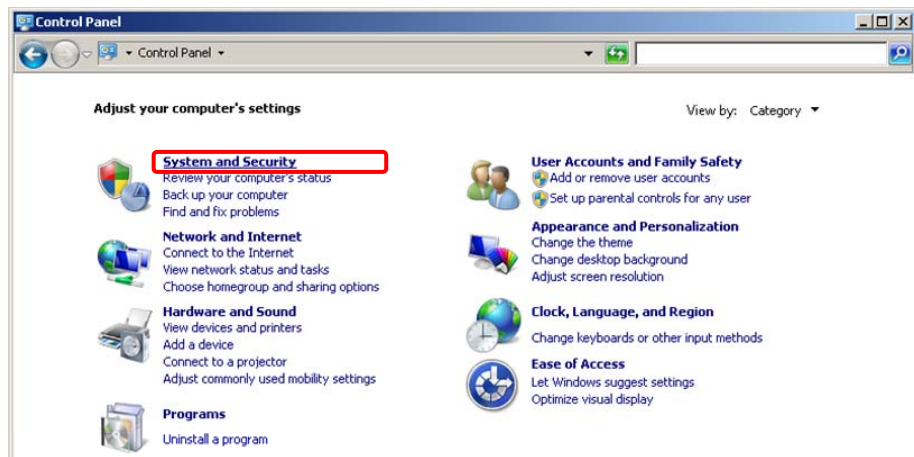 Control Panel
Control Panel
Adjust your computer's settings
View by: Category
System and Security
Review your computer's status
Back up your computer
Find and fix problems
Network and Internet
Connect to the Internet
View network status and tasks
Choose homegroup and sharing options
Hardware and Sound
View devices and printers
Add a device
Connect to a projector
Adjust commonly used mobility settings
Programs
Uninstall a program
User Accounts and Family Safety
Add or remove user accounts
Set up parental controls for any user
Appearance and Personalization
Change the theme
Change desktop background
Adjust screen resolution
Clock, Language, and Region
Change keyboards or other input methods
Ease of Access
Let Windows suggest settings
Optimize visual display